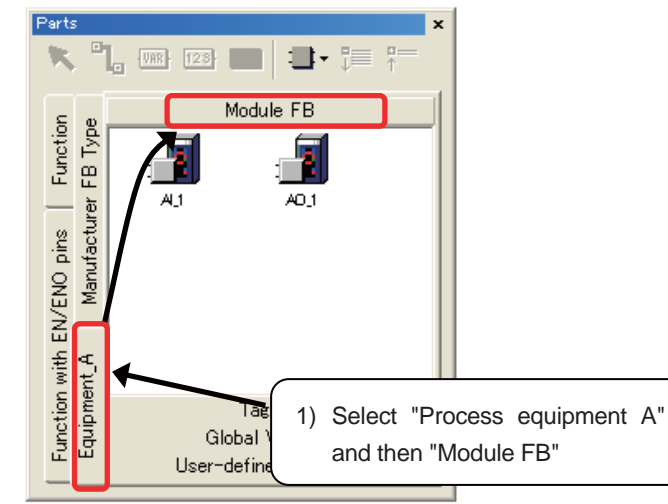 Parts
VAR
123
Module FB
Function
Manufacturer FB Type
Function with EN/ENO pins
Equipment_A
AI_1
AO_1
Global
User-define
1) Select "Process equipment A"
and then "Module FB"